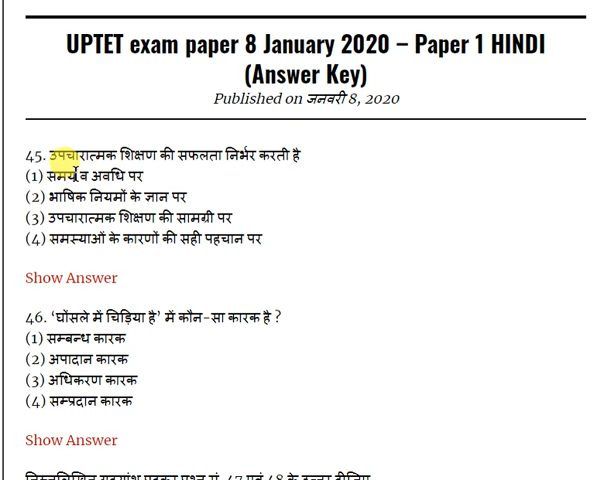 UPTET exam paper 8 January 2020 – Paper 1 HINDI
(Answer Key)
Published on जनवरी 8, 2020
45. उपचारात्मक शिक्षण की सफलता निर्भर करती है
(1) समय व अवधि पर
(2) भाषिक नियमों के ज्ञान पर
(3) उपचारात्मक शिक्षण की सामग्री पर
(4) समस्याओं के कारणों की सही पहचान पर
Show Answer
46. ‘घोंसले में चिड़िया है’ में कौन-सा कारक है ?
(1) सम्बन्ध कारक
(2) अपादान कारक
(3) अधिकरण कारक
(4) सम्प्रदान कारक
Show Answer